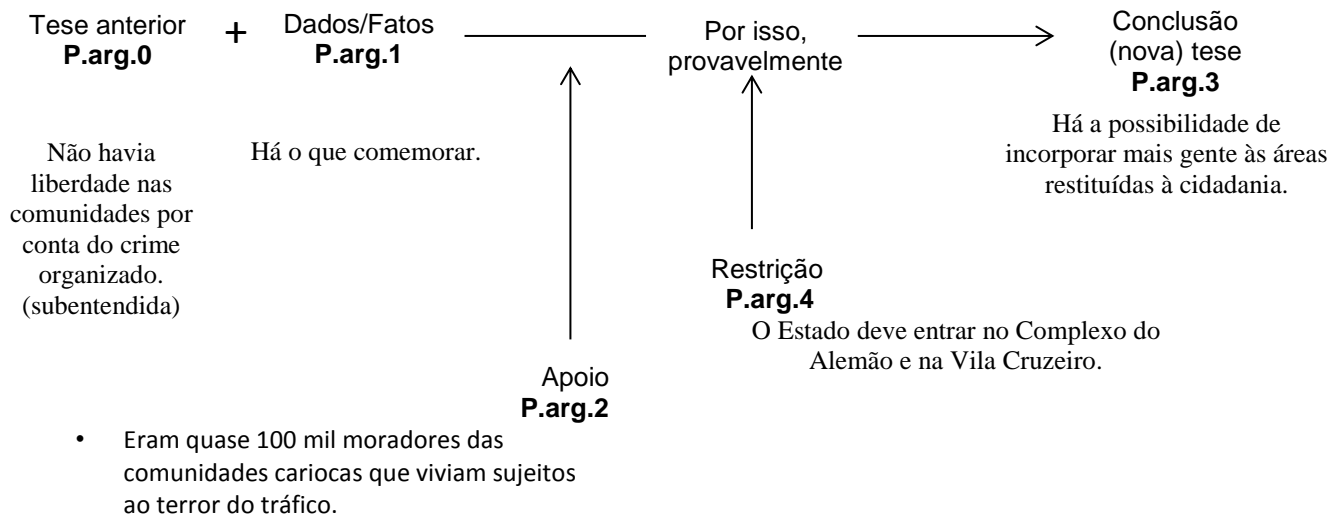 Tese anterior
P.arg.0
+
Dados/Fatos
P.arg.1
Por isso,
provavelmente
Conclusão
(nova) tese
P.arg.3
Não havia
liberdade nas
comunidades por
conta do crime
organizado.
(subentendida)
Há o que comemorar.
Há a possibilidade de
incorporar mais gente às áreas
restituídas à cidadania.
Restrição
P.arg.4
O Estado deve entrar no Complexo do
Alemão e na Vila Cruzeiro.
Apoio
P.arg.2
• Eram quase 100 mil moradores das
comunidades cariocas que viviam sujeitos
ao terror do tráfico.